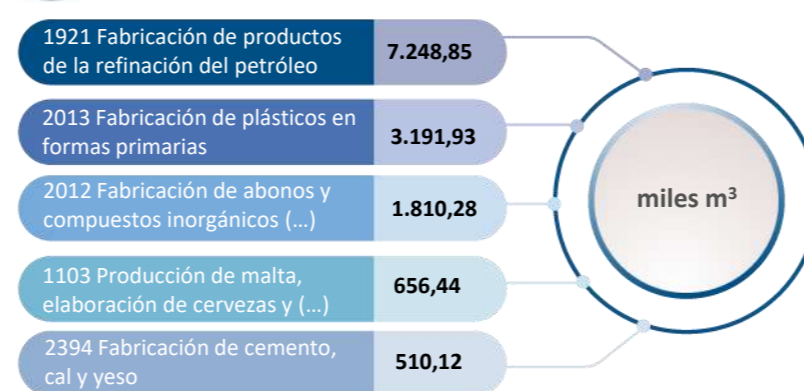 1921 Fabricación de productos
de la refinación del petróleo
7.248,85
2013 Fabricación de plásticos en
formas primarias
3.191,93
2012 Fabricación de abonos y
compuestos inorgánicos (...)
1.810,28
1103 Producción de malta,
elaboración de cervezas y (...)
656,44
2394 Fabricación de cemento,
cal y yeso
510,12
miles m³